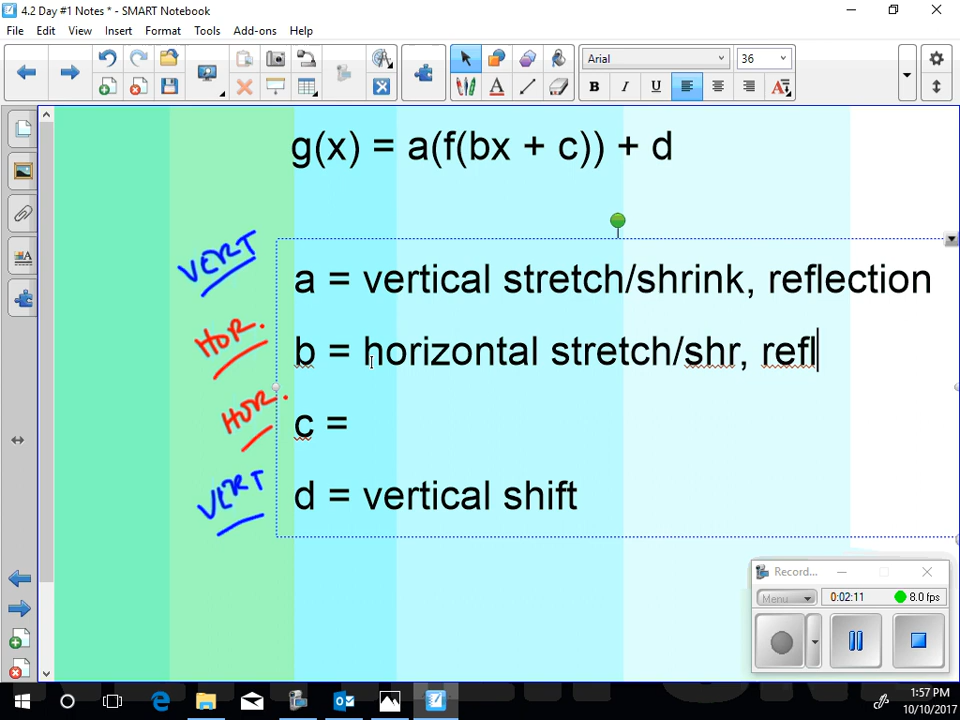 4.2 Day #1 Notes * - SMART Notebook
File Edit View Insert Format Tools Add-ons Help
Arial 36
B I U
g(x) = a(f(bx + c)) + d
VERT a = vertical stretch/shrink, reflection
HOR. b = horizontal stretch/shr, refl
HOR. c =
VERT d = vertical shift
Record...
Menu 0:02:11 8.0 fps
1:57 PM
10/10/2017